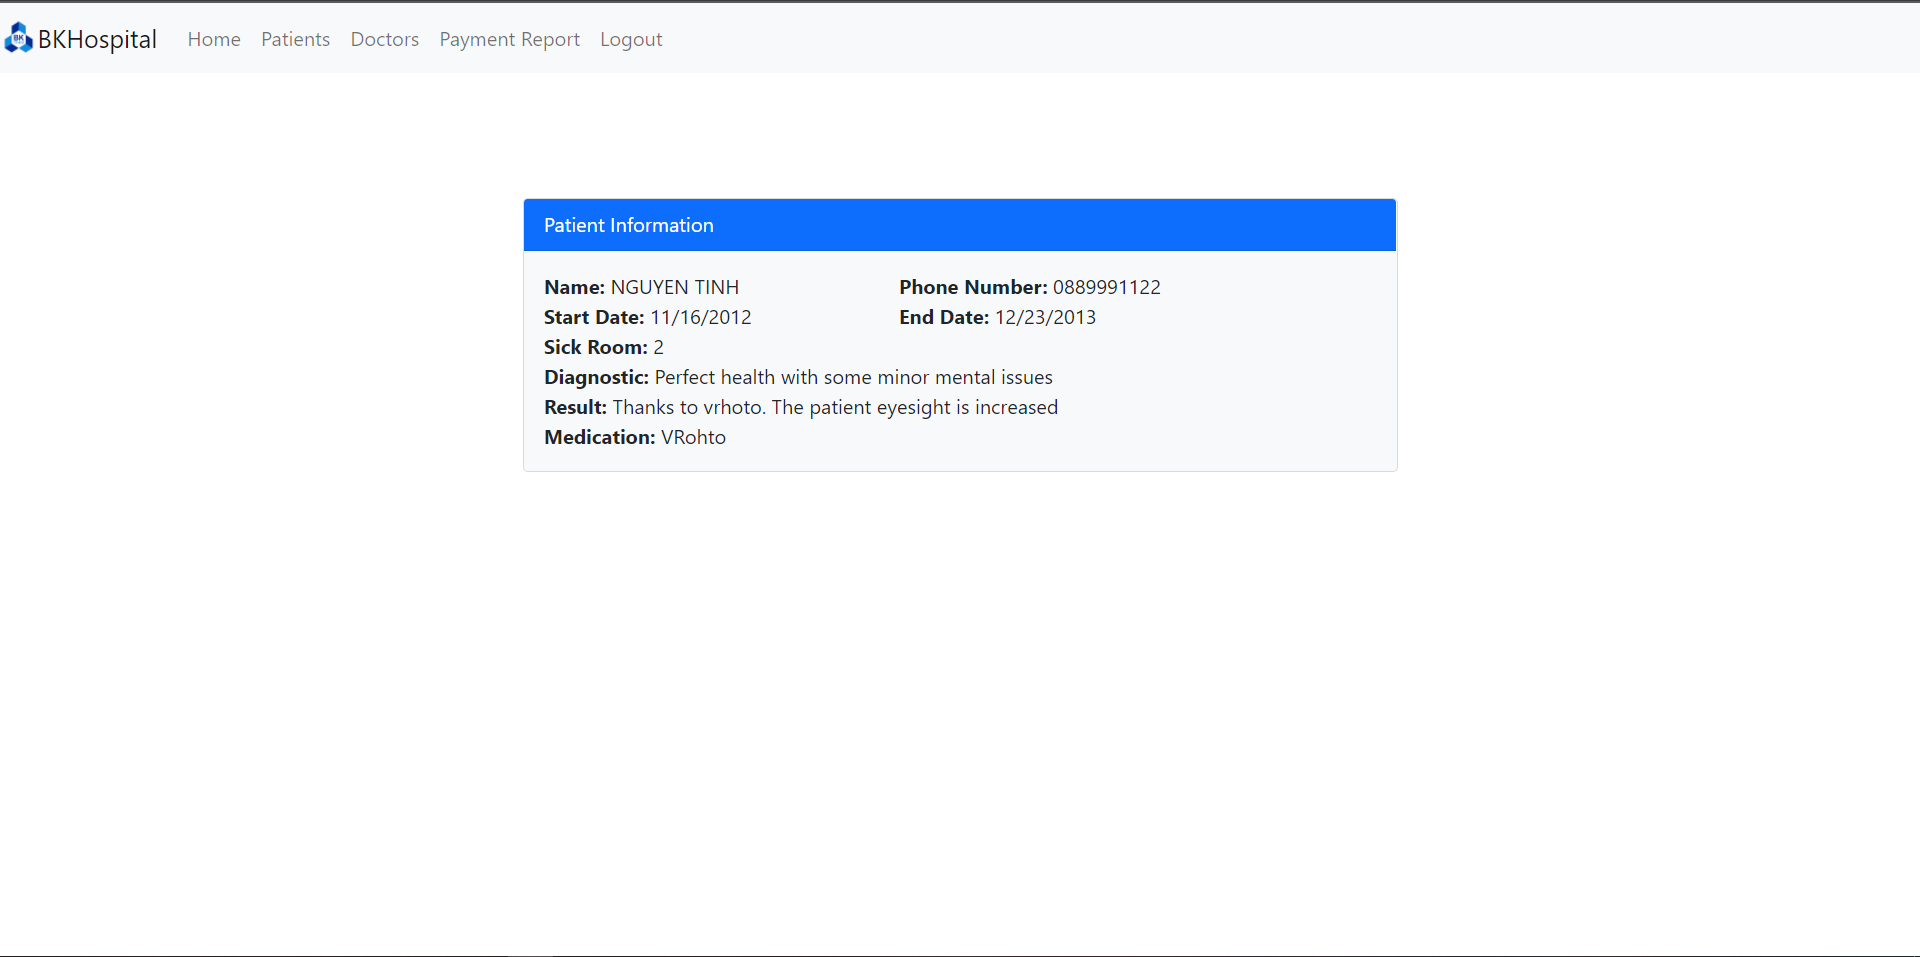 BKHospital Home Patients Doctors Payment Report Logout
Patient Information
Name: NGUYEN TINH Phone Number: 0889991122
Start Date: 11/16/2012 End Date: 12/23/2013
Sick Room: 2
Diagnostic: Perfect health with some minor mental issues
Result: Thanks to vrhoto. The patient eyesight is increased
Medication: VRohto